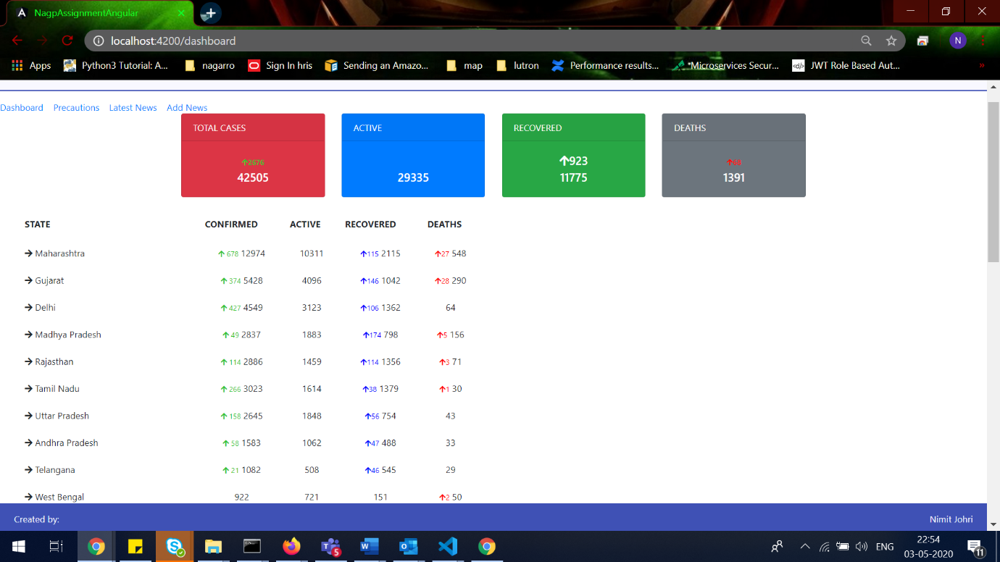 NagpAssignmentAngular
localhost:4200/dashboard
N
Apps Python3 Tutorial: A... nagarro Sign In hris Sending an Amazo... map lutron Performance results... *Microservices Secur... JWT Role Based Aut... »
Dashboard Precautions Latest News Add News
TOTAL CASES ACTIVE RECOVERED DEATHS
2676 923 68
42505 29335 11775 1391
STATE CONFIRMED ACTIVE RECOVERED DEATHS
Maharashtra 678 12974 10311 115 2115 27 548
Gujarat 374 5428 4096 146 1042 28 290
Delhi 427 4549 3123 106 1362 64
Madhya Pradesh 49 2837 1883 174 798 5 156
Rajasthan 114 2886 1459 114 1356 3 71
Tamil Nadu 266 3023 1614 38 1379 1 30
Uttar Pradesh 158 2645 1848 56 754 43
Andhra Pradesh 58 1583 1062 47 488 33
Telangana 21 1082 508 46 545 29
West Bengal 922 721 151 2 50
Created by: Nimit Johri
5 ENG 22:54
03-05-2020 11